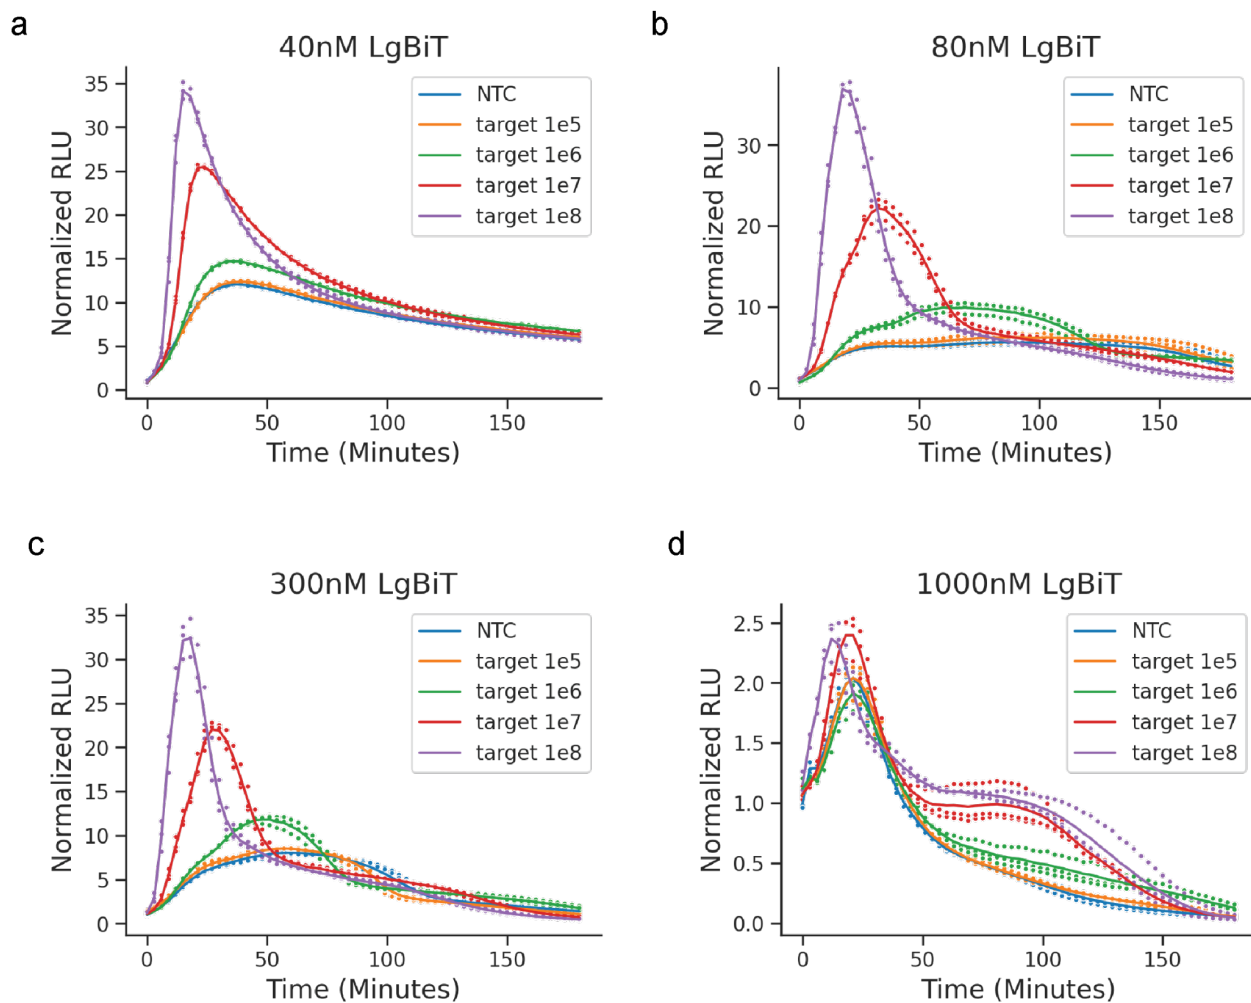 a
40nM LgBiT
Normalized RLU
35
30
25
20
15
10
5
0
NTC
target 1e5
target 1e6
target 1e7
target 1e8
0 50 100 150
Time (Minutes)
b
80nM LgBiT
Normalized RLU
30
20
10
0
NTC
target 1e5
target 1e6
target 1e7
target 1e8
0 50 100 150
Time (Minutes)
c
300nM LgBiT
Normalized RLU
35
30
25
20
15
10
5
0
NTC
target 1e5
target 1e6
target 1e7
target 1e8
0 50 100 150
Time (Minutes)
d
1000nM LgBiT
Normalized RLU
2.5
2.0
1.5
1.0
0.5
0.0
NTC
target 1e5
target 1e6
target 1e7
target 1e8
0 50 100 150
Time (Minutes)